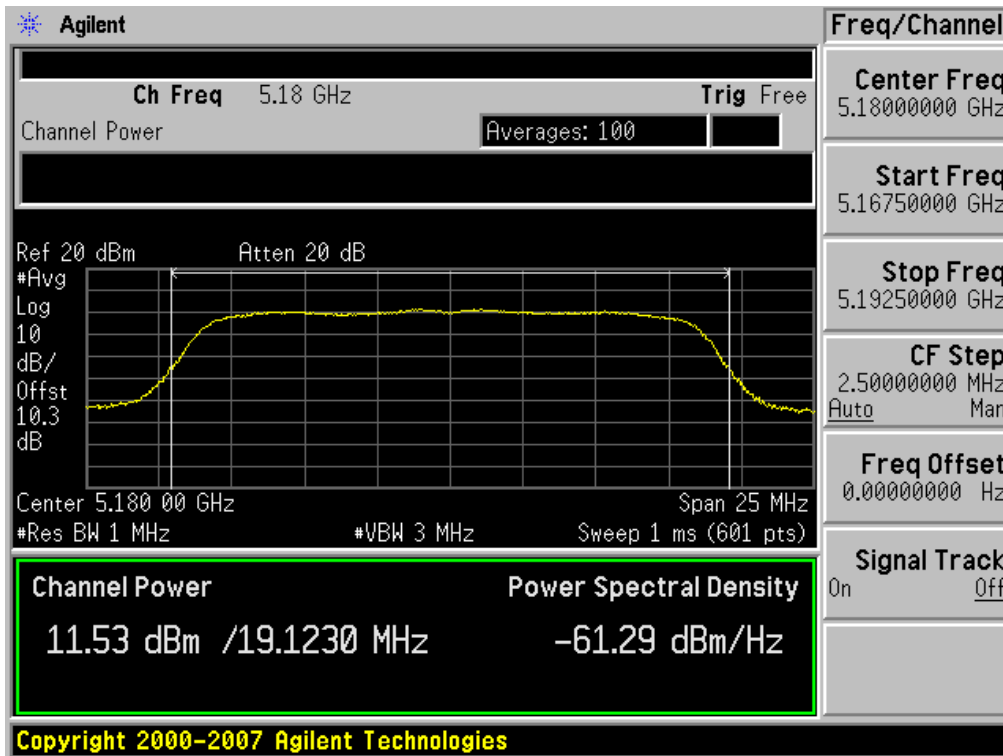 Agilent
Freq/Channel
Ch Freq 5.18 GHz Trig Free
Channel Power Averages: 100
Ref 20 dBm Atten 20 dB
#Avg
Log
10
dB/
Offst
10.3
dB
Center 5.180 00 GHz Span 25 MHz
#Res BW 1 MHz #VBW 3 MHz Sweep 1 ms (601 pts)
Channel Power Power Spectral Density
11.53 dBm /19.1230 MHz -61.29 dBm/Hz
Copyright 2000-2007 Agilent Technologies
Center Freq
5.18000000 GHz
Start Freq
5.16750000 GHz
Stop Freq
5.19250000 GHz
CF Step
2.50000000 MHz
Auto Man
Freq Offset
0.00000000 Hz
Signal Track
On Off